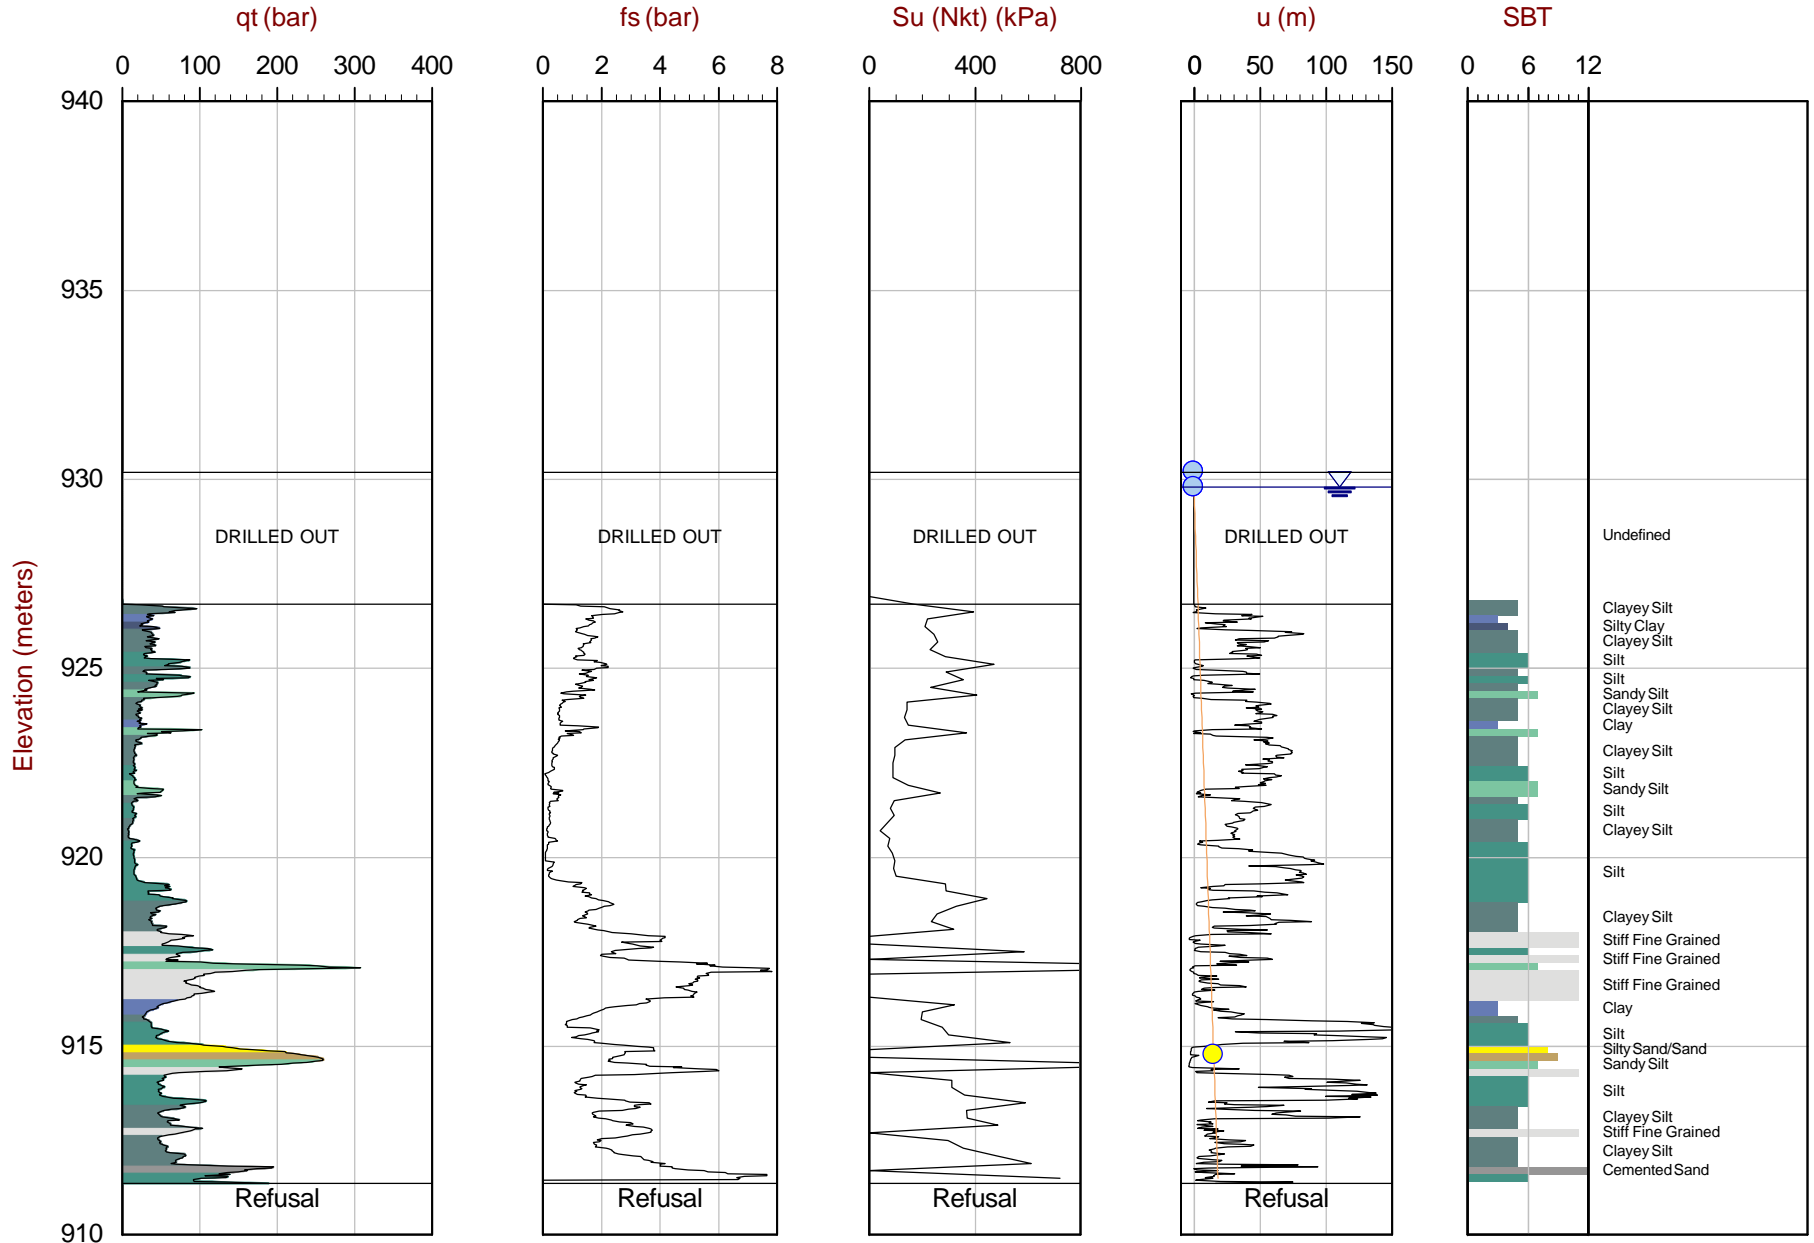 qt (bar) fs (bar) Su (Nkt) (kPa) u (m) SBT
0 100 200 300 400 0 2 4 6 8 0 400 800 0 50 100 150 0 6 12
940
935
930
DRILLED OUT DRILLED OUT DRILLED OUT DRILLED OUT Undefined
Elevation (meters)
Clayey Silt
Silty Clay
Clayey Silt
925
Silt
Silt
Sandy Silt
Clayey Silt
Clay
Clayey Silt
Silt
Sandy Silt
Silt
Clayey Silt
920
Silt
Clayey Silt
Stiff Fine Grained
Stiff Fine Grained
Stiff Fine Grained
Clay
Silt
915
Silty Sand/Sand
Sandy Silt
Silt
Clayey Silt
Stiff Fine Grained
Clayey Silt
Cemented Sand
Refusal Refusal Refusal Refusal
910